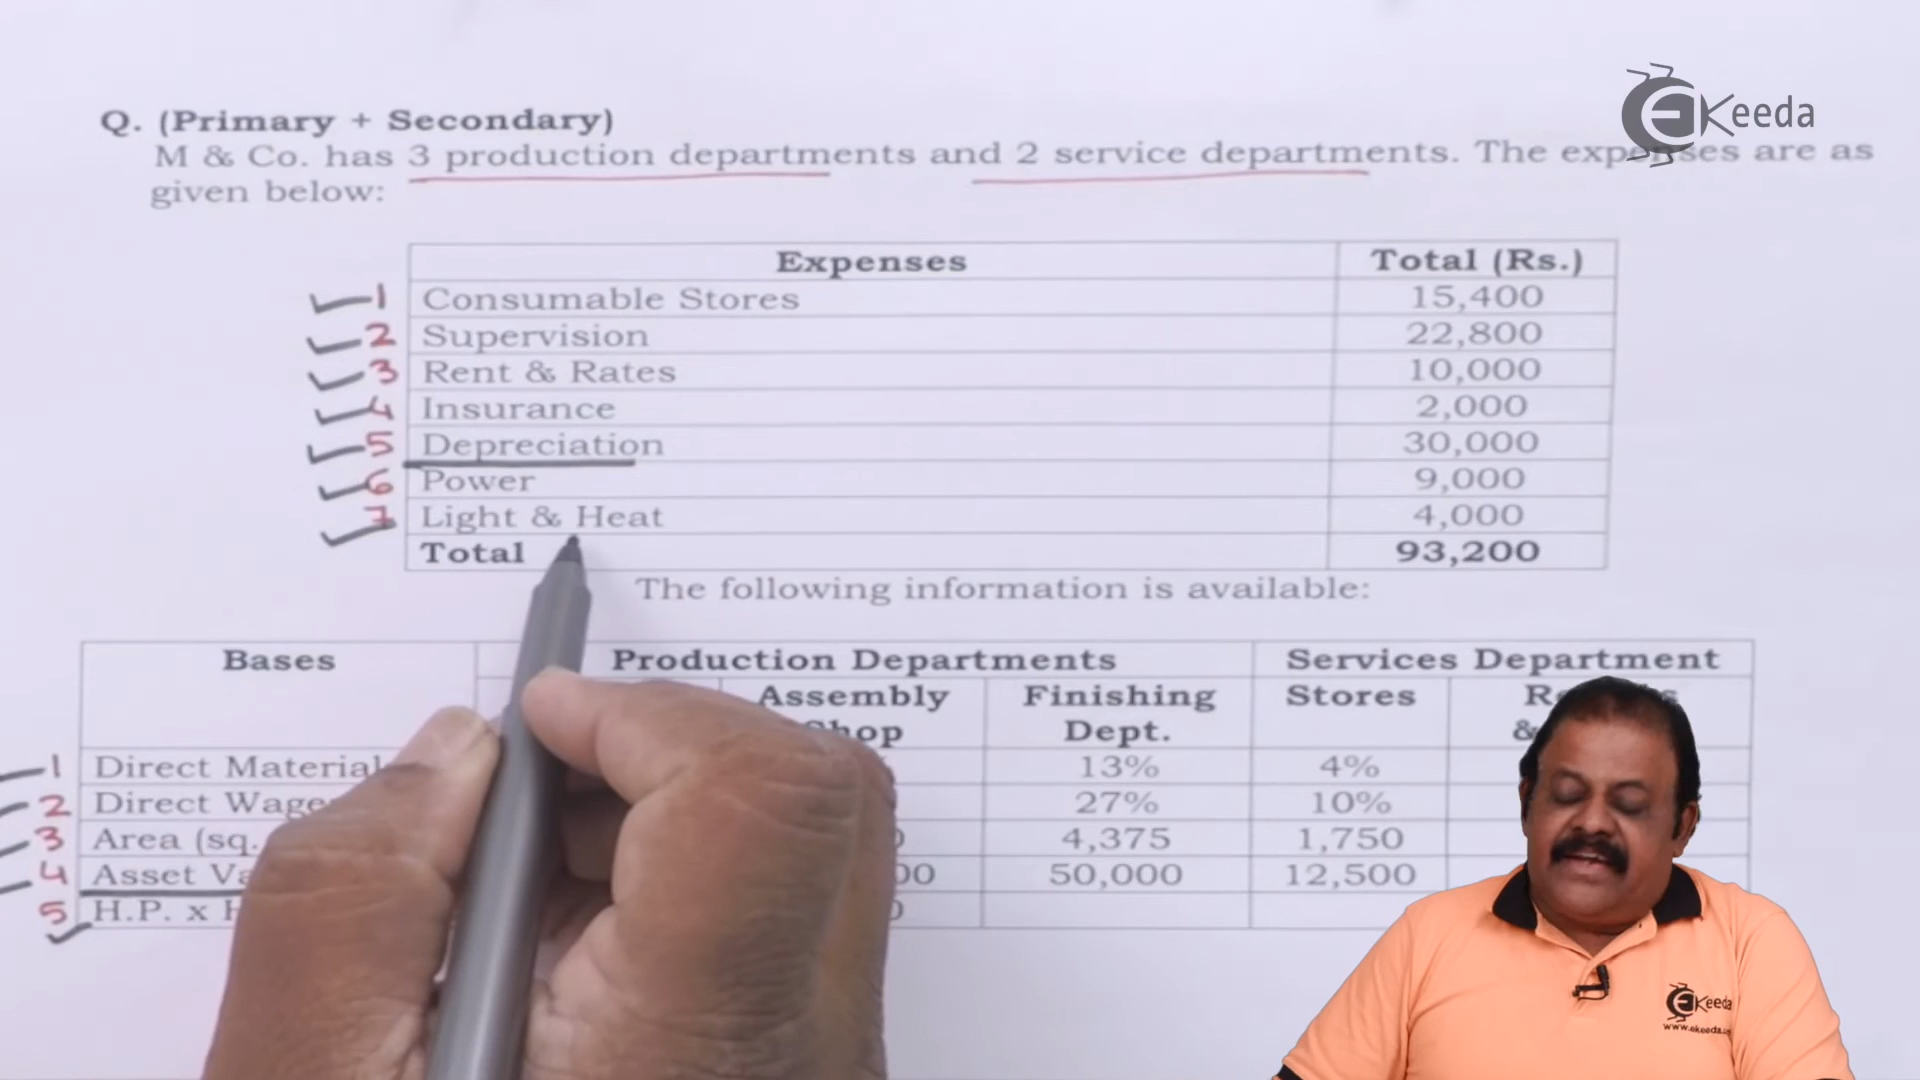 Keeda
Q. (Primary + Secondary)
M & Co. has 3 production departments and 2 service departments. The expenses are as
given below:
Expenses Total (Rs.)
1 Consumable Stores 15,400
2 Supervision 22,800
3 Rent & Rates 10,000
4 Insurance 2,000
5 Depreciation 30,000
6 Power 9,000
7 Light & Heat 4,000
Total 93,200
The following information is available:
Bases Production Departments Services Department
Assembly Finishing Stores
Dept.
1 Direct Material 13% 4%
2 Direct 27% 10%
3 Area (sq. 4,375 1,750
4 Asset 50,000 12,500
5 H.P. x
Keeda